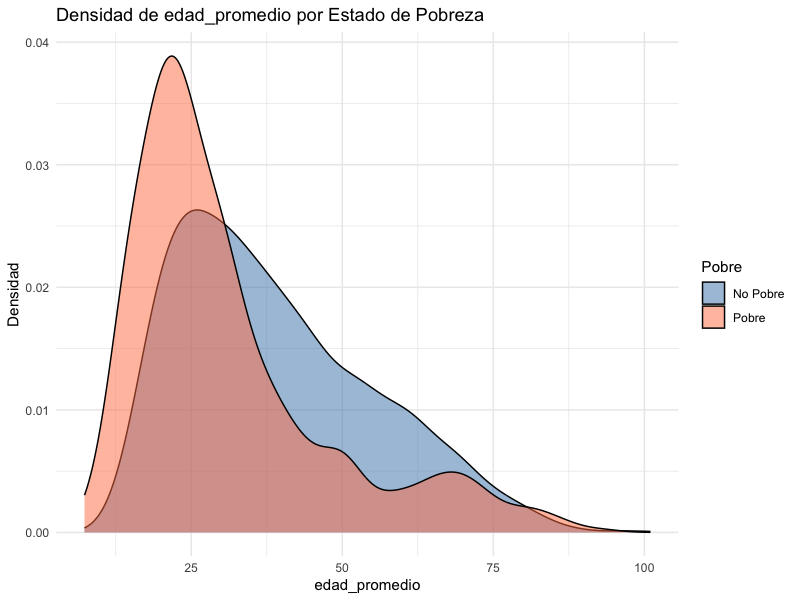 Densidad de edad_promedio por Estado de Pobreza
0.04
0.03
0.02
0.01
0.00
Densidad
25
50
75
100
edad_promedio
Pobre
No Pobre
Pobre